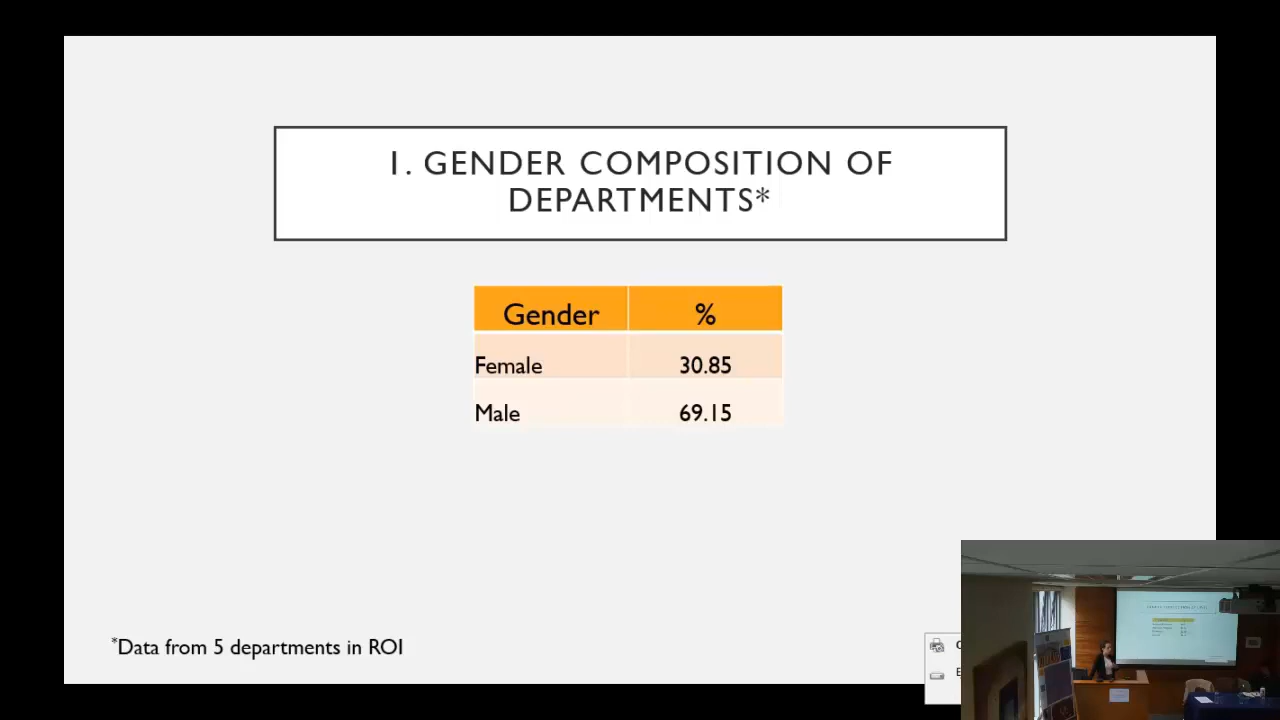 1. GENDER COMPOSITION OF
DEPARTMENTS*
Gender %
Female 30.85
Male 69.15
*Data from 5 departments in ROI